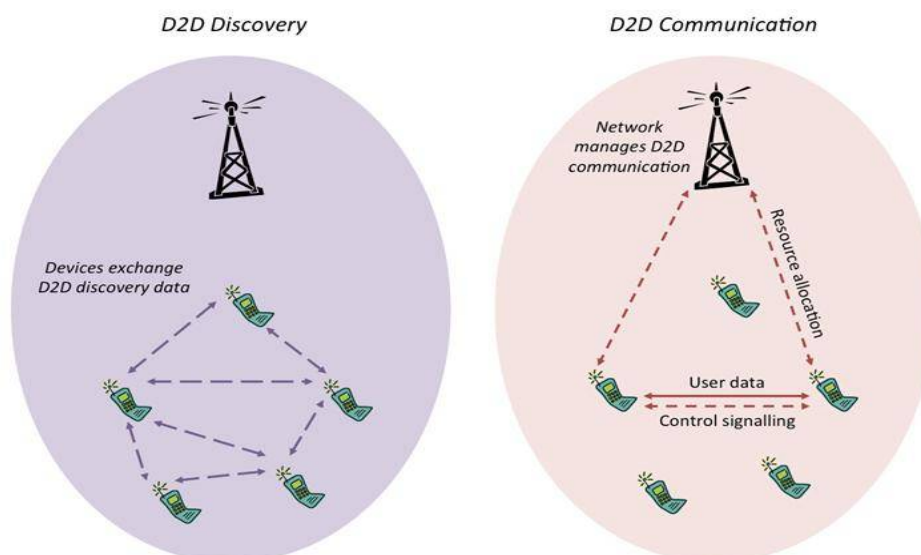 D2D Discovery
Devices exchange
D2D discovery data
D2D Communication
Network
manages D2D
communication
Resource allocation
User data
Control signalling